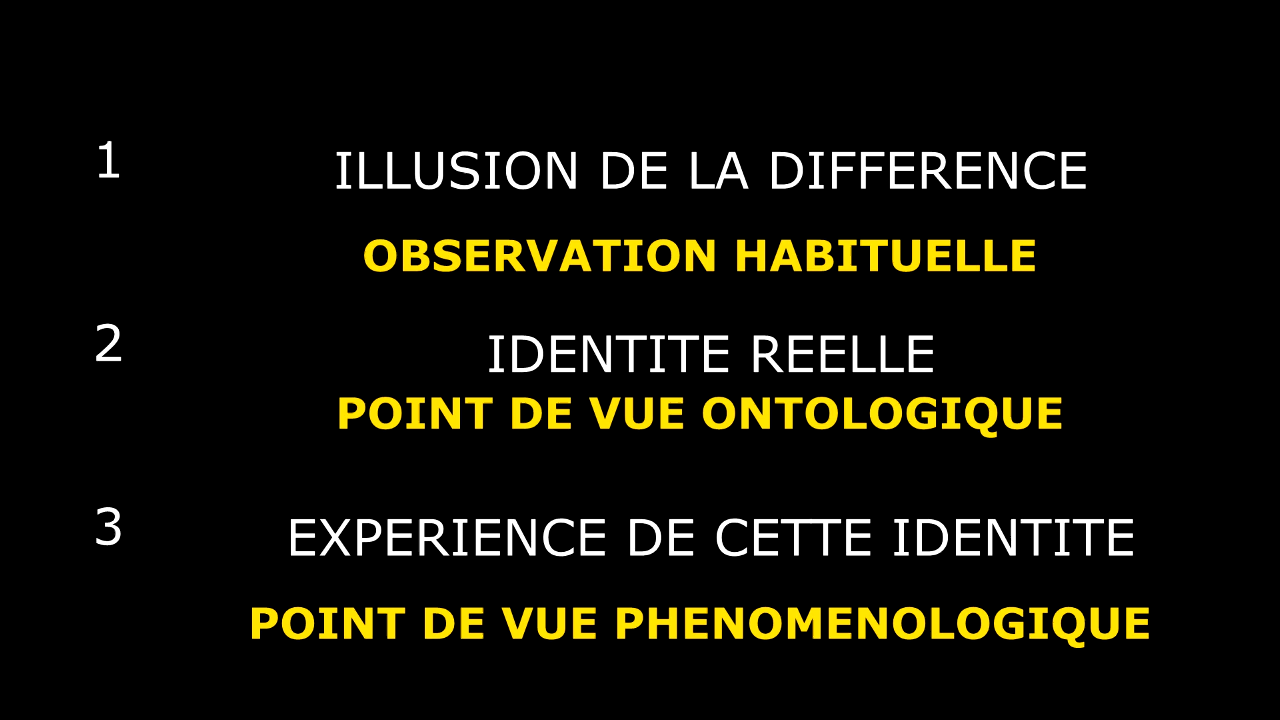 1
ILLUSION DE LA DIFFERENCE
OBSERVATION HABITUELLE
2
IDENTITE REELLE
POINT DE VUE ONTOLOGIQUE
3
EXPERIENCE DE CETTE IDENTITE
POINT DE VUE PHENOMENOLOGIQUE